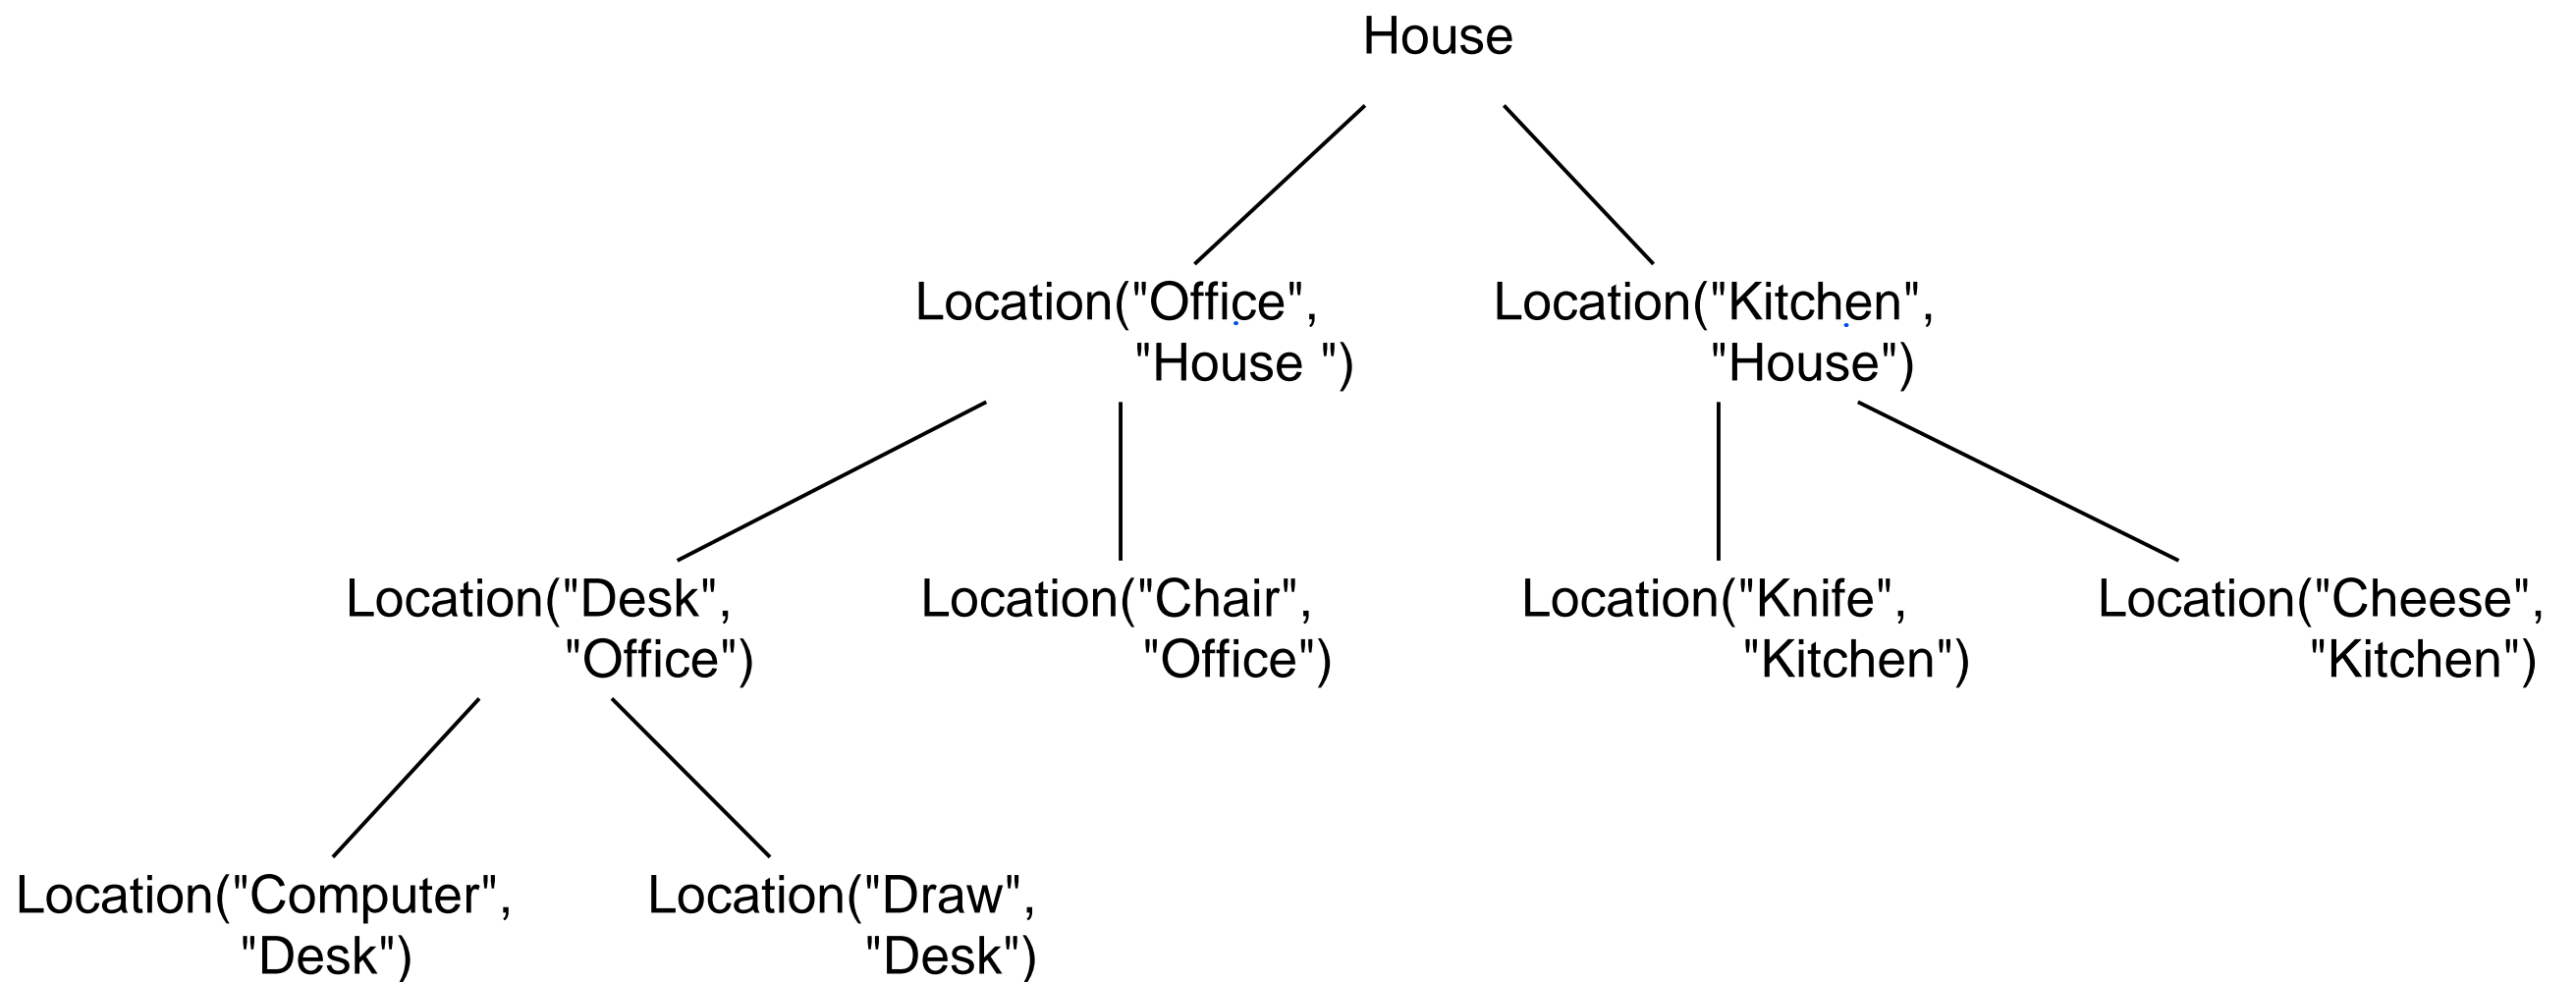 House
Location("Office",
"House ")
Location("Kitchen",
"House")
Location("Desk",
"Office")
Location("Chair",
"Office")
Location("Knife",
"Kitchen")
Location("Cheese",
"Kitchen")
Location("Computer",
"Desk")
Location("Draw",
"Desk")